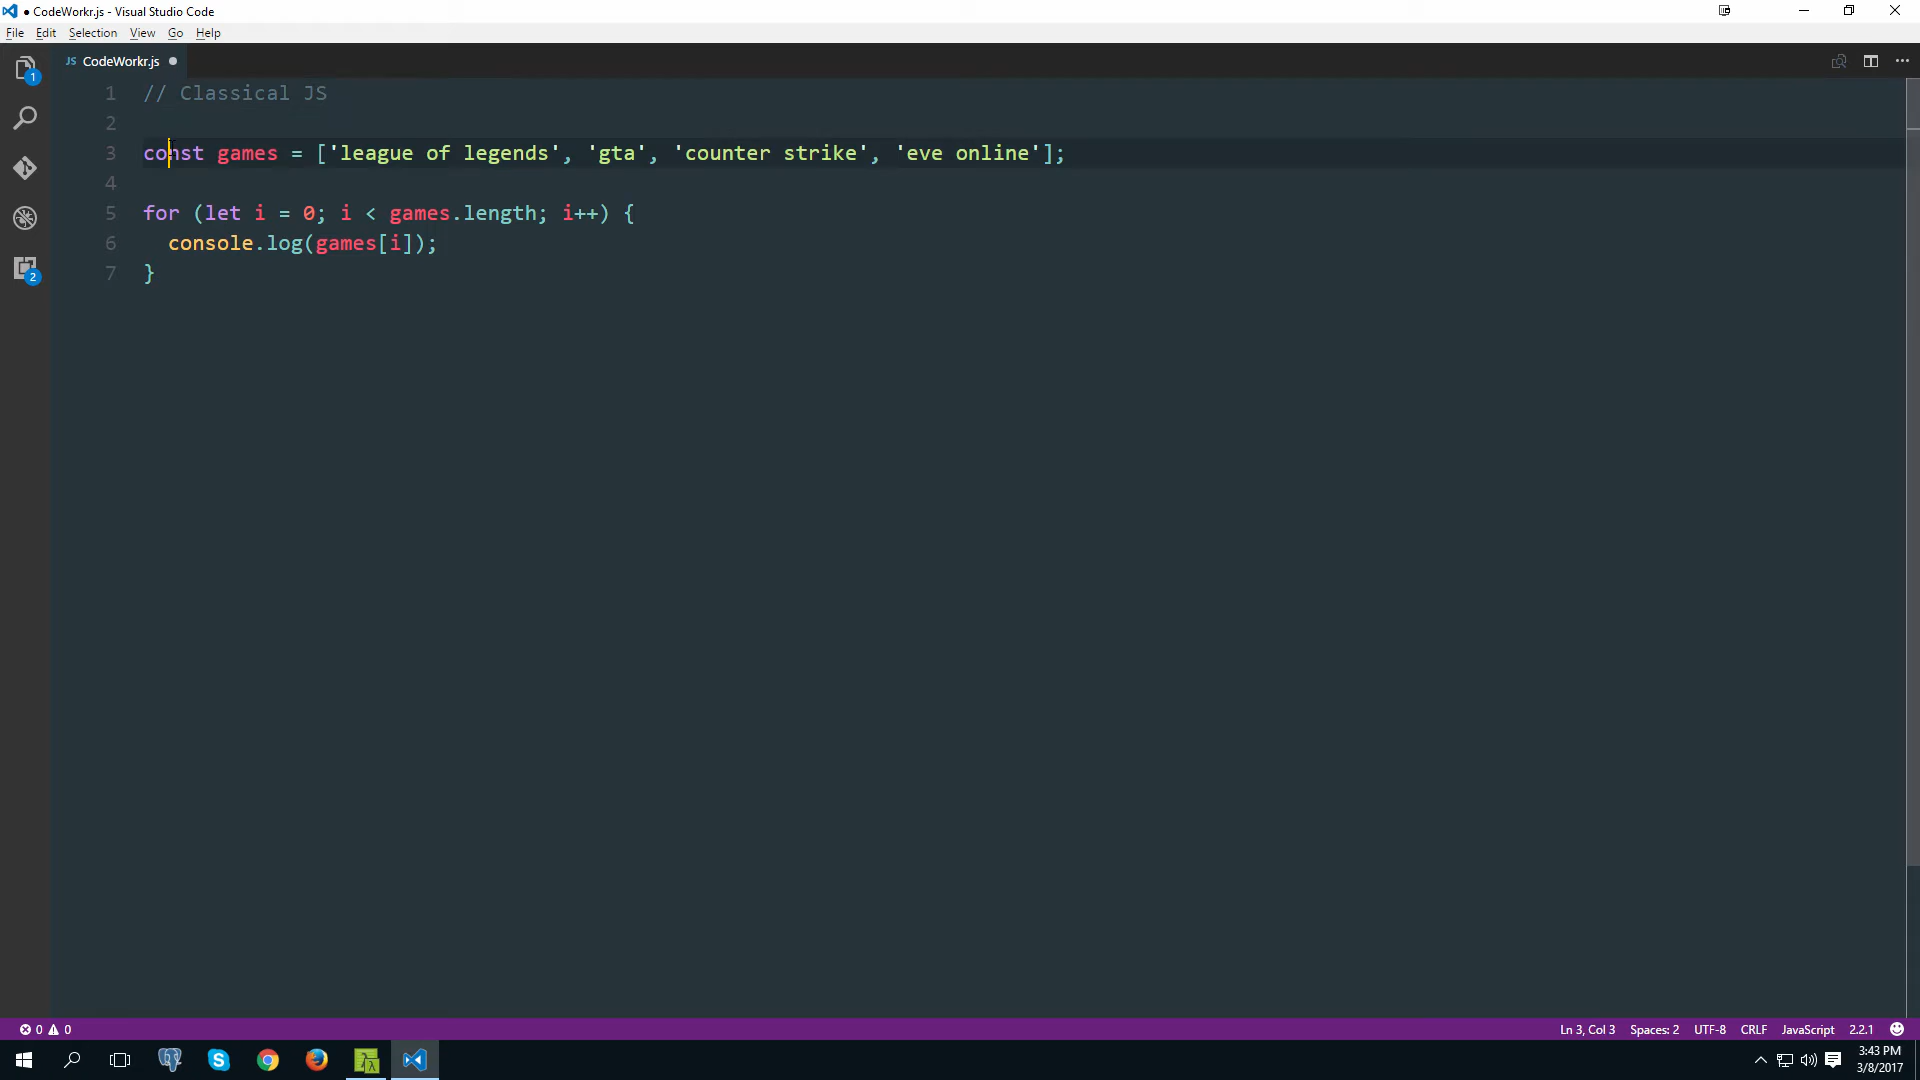 ● CodeWorkr.js - Visual Studio Code
File Edit Selection View Go Help
JS CodeWorkr.js ●
1 // Classical JS
2
3 const games = ['league of legends', 'gta', 'counter strike', 'eve online'];
4
5 for (let i = 0; i < games.length; i++) {
6   console.log(games[i]);
7 }
1
2
0 0 Ln 3, Col 3 Spaces: 2 UTF-8 CRLF JavaScript 2.2.1
3:43 PM
3/8/2017